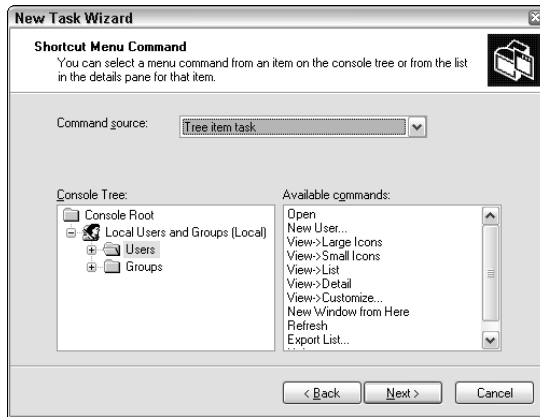 New Task Wizard
Shortcut Menu Command
You can select a menu command from an item on the console tree or from the list
in the details pane for that item.
Command source:
Tree item task
Console Tree:
Console Root
Local Users and Groups (Local)
Users
Groups
Available commands:
Open
New User...
View->Large Icons
View->Small Icons
View->List
View->Detail
View->Customize...
New Window from Here
Refresh
Export List...
< Back
Next >
Cancel